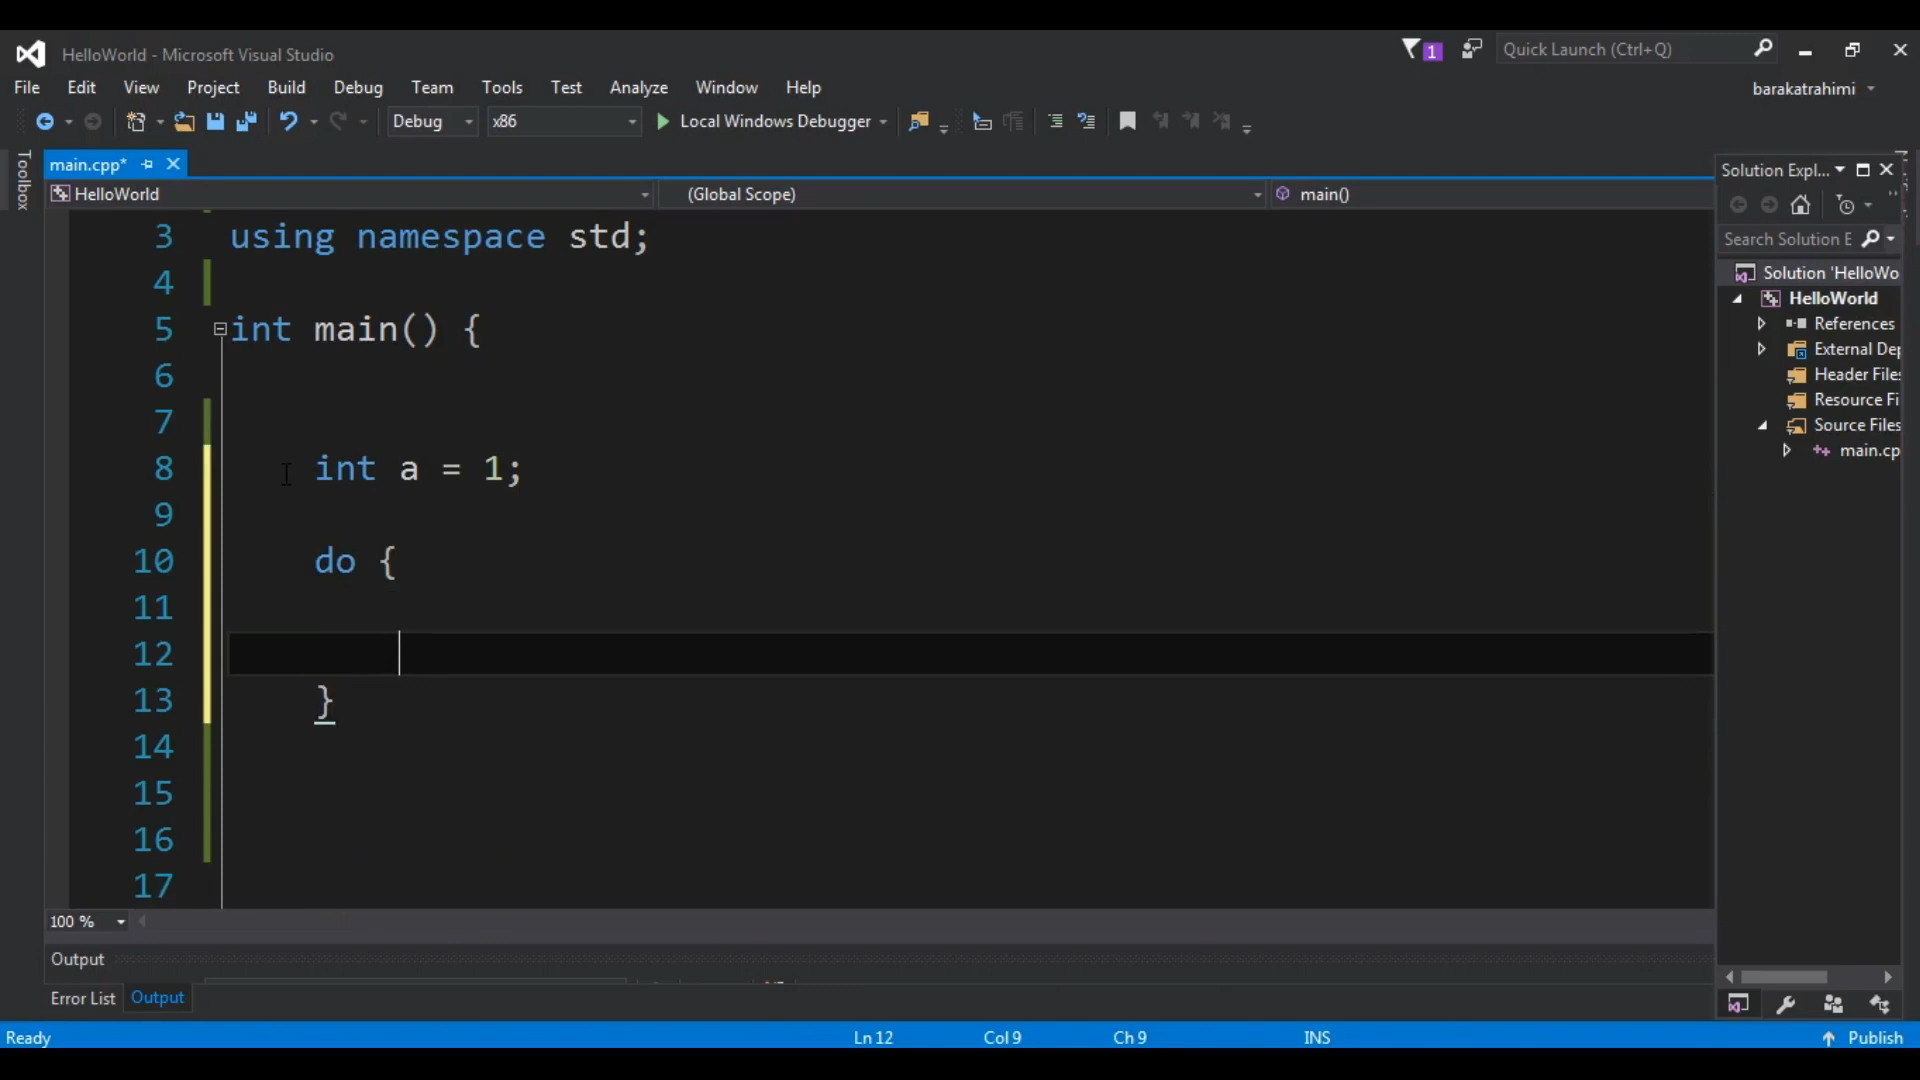 HelloWorld - Microsoft Visual Studio
1
Quick Launch (Ctrl+Q)
File Edit View Project Build Debug Team Tools Test Analyze Window Help
barakatrahimi
Debug x86 Local Windows Debugger
Toolbox
main.cpp*
HelloWorld (Global Scope) main()
3 using namespace std;
4
5 int main() {
6
7
8 int a = 1;
9
10 do {
11
12
13 }
14
15
16
17
100 %
Output
Error List Output
Solution Expl...
Search Solution E
Solution 'HelloWo
HelloWorld
References
External Dep
Header Files
Resource Fi
Source Files
main.cp
Ready Ln 12 Col 9 Ch 9 INS Publish